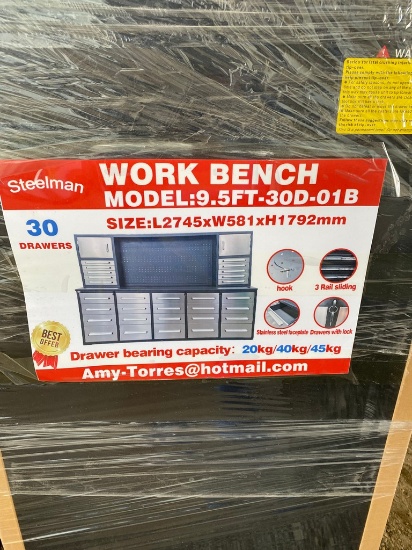 WA
Steelman
WORK BENCH
MODEL:9.5FT-30D-01B
SIZE:L2745xW581xH1792mm
30
DRAWERS
hook
3 Rail sliding
Stainless steel faceplate
Drawers with lock
BEST
OFFER
Drawer bearing capacity: 20kg/40kg/45kg
Amy-Torres@hotmail.com